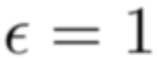 ϵ = 1